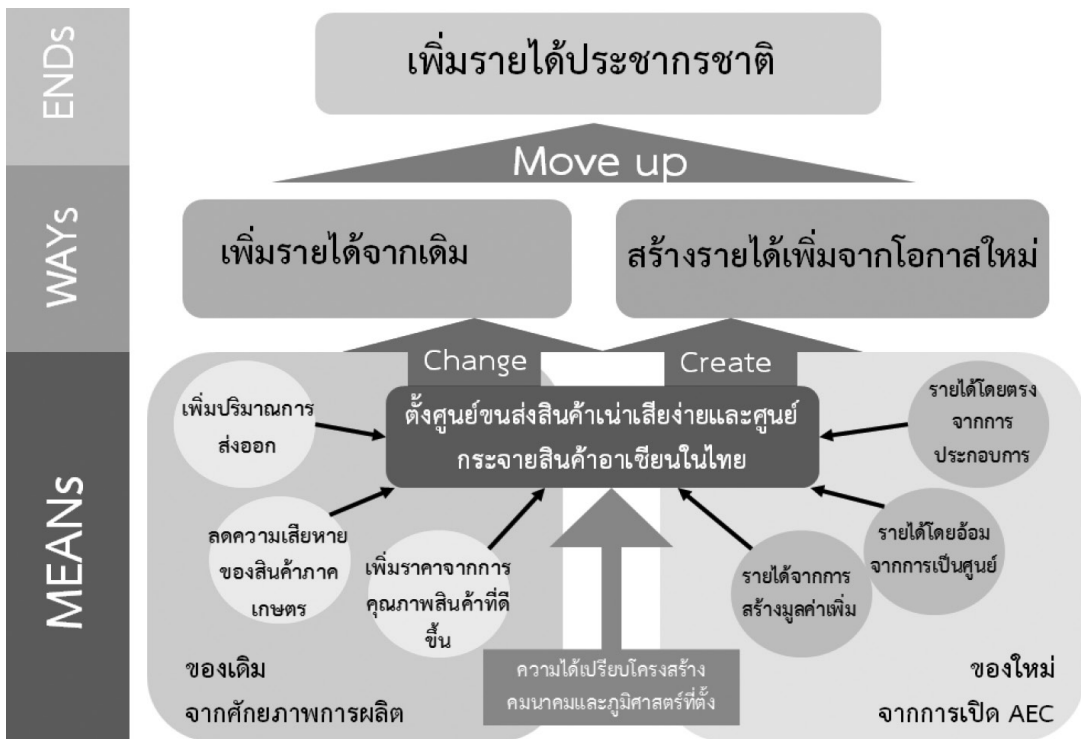 ENDs
เพิ่มรายได้ประชากรชาติ
Move up
WAYs
เพิ่มรายได้จากเดิม
สร้างรายได้เพิ่มจากโอกาสใหม่
Change
Create
MEANs
ตั้งศูนย์ขนส่งสินค้าเน่าเสียง่ายและศูนย์
กระจายสินค้าอาเซียนในไทย
เพิ่มปริมาณการ
ส่งออก
ลดความเสียหาย
ของสินค้าภาค
เกษตร
เพิ่มราคาจากการ
คุณภาพสินค้าที่ดี
ขึ้น
รายได้จากการ
สร้างมูลค่าเพิ่ม
รายได้โดยอ้อม
จากการเป็นศูนย์
รายได้โดยตรง
จากการ
ประกอบการ
ของเดิม
จากศักยภาพการผลิต
ความได้เปรียบโครงสร้าง
คมนาคมและภูมิศาสตร์ที่ตั้ง
ของใหม่
จากการเปิด AEC